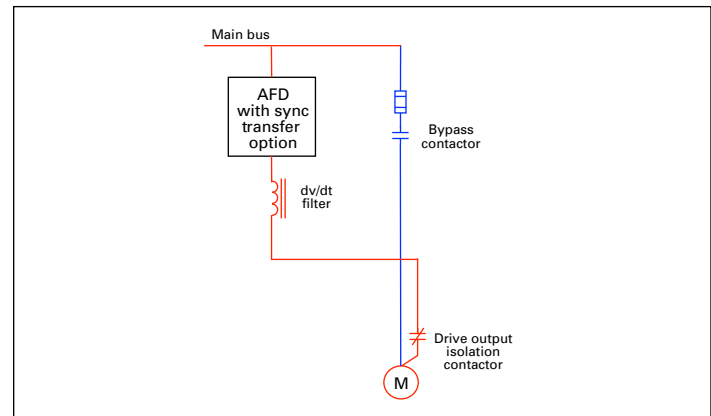 Main bus
AFD
with sync
transfer
option
Bypass
contactor
dv/dt
filter
Drive output
isolation
contactor
M